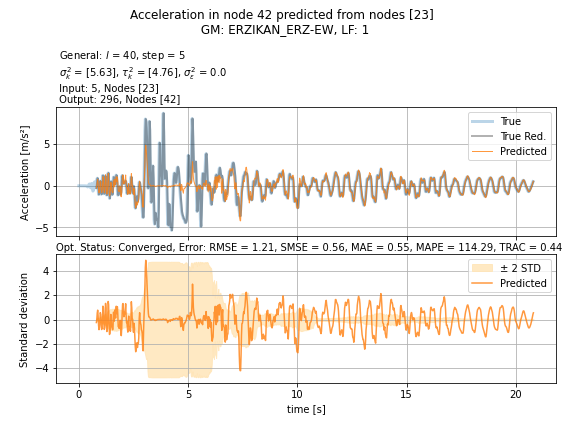 Acceleration in node 42 predicted from nodes [23]
GM: ERZIKAN_ERZ-EW, LF: 1
General: l = 40, step = 5
σ²ₖ = [5.63], τ²ₖ = [4.76], σ²ε = 0.0
Input: 5, Nodes [23]
Output: 296, Nodes [42]
Acceleration [m/s²]
5
0
−5
True
True Red.
Predicted
Opt. Status: Converged, Error: RMSE = 1.21, SMSE = 0.56, MAE = 0.55, MAPE = 114.29, TRAC = 0.44
Standard deviation
4
2
0
−2
−4
± 2 STD
Predicted
0 5 10 15 20
time [s]